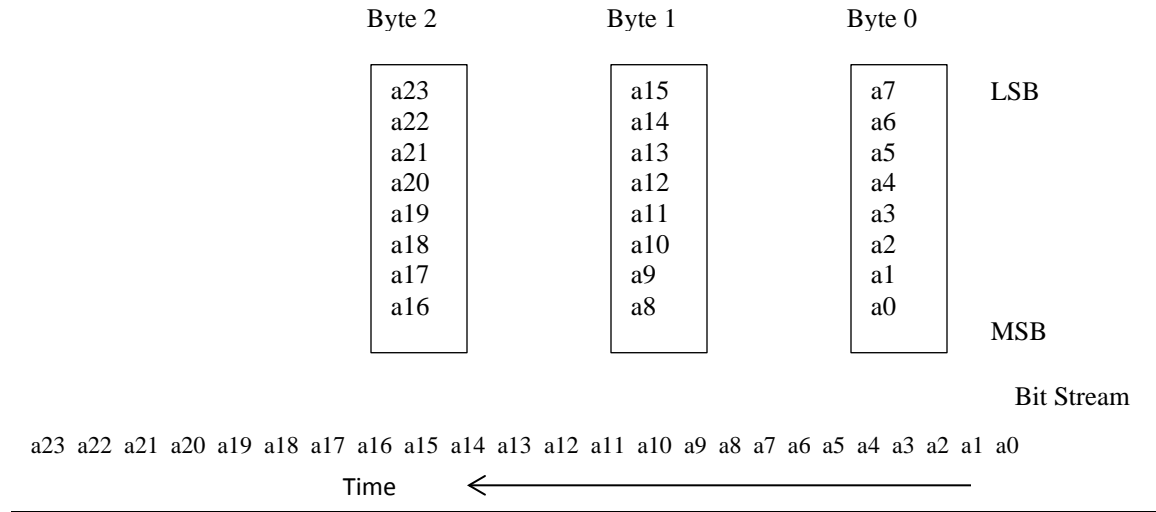 Byte 2 Byte 1 Byte 0
a23 a15 a7 LSB
a22 a14 a6
a21 a13 a5
a20 a12 a4
a19 a11 a3
a18 a10 a2
a17 a9 a1
a16 a8 a0
MSB
Bit Stream
a23 a22 a21 a20 a19 a18 a17 a16 a15 a14 a13 a12 a11 a10 a9 a8 a7 a6 a5 a4 a3 a2 a1 a0
Time